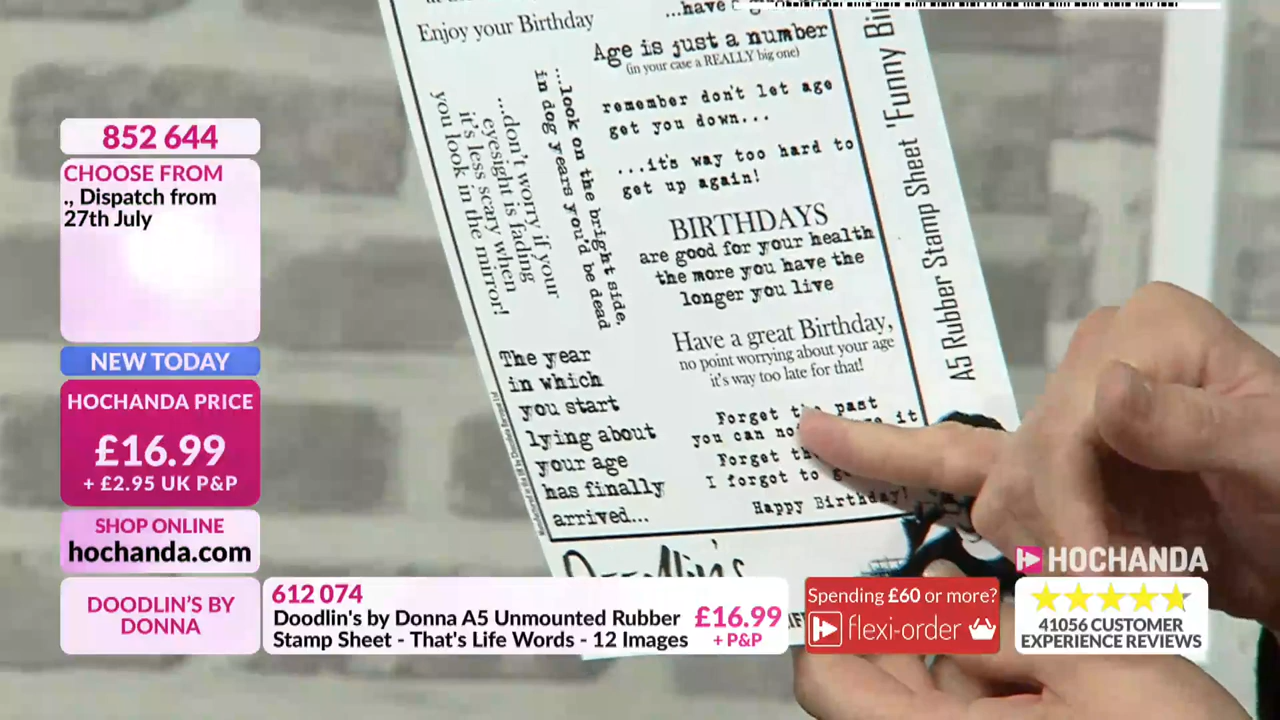 Enjoy your Birthday
...have
Age is just a number
(in your case a REALLY big one)
remember don't let age
get you down...
...it's way too hard to
get up again!
BIRTHDAYS
are good for your health
the more you have the
longer you live
Have a great Birthday,
no point worrying about your age
it's way too late for that!
Forget the past
you can it
Forget
I forgot to
Happy Birthday!
...look on the bright side,
in dog years you'd be dead
...don't worry if your
eyesight is fading
it's less scary when
you look in the mirror!
The year
in which
you start
lying about
your age
has finally
arrived...
A5 Rubber Stamp Sheet 'Funny
Doodlin's
852 644
CHOOSE FROM
., Dispatch from
27th July
NEW TODAY
HOCHANDA PRICE
£16.99
+ £2.95 UK P&P
SHOP ONLINE
hochanda.com
DOODLIN'S BY
DONNA
612 074
Doodlin's by Donna A5 Unmounted Rubber
Stamp Sheet - That's Life Words - 12 Images
£16.99
+ P&P
Spending £60 or more?
flexi-order
HOCHANDA
41056 CUSTOMER
EXPERIENCE REVIEWS